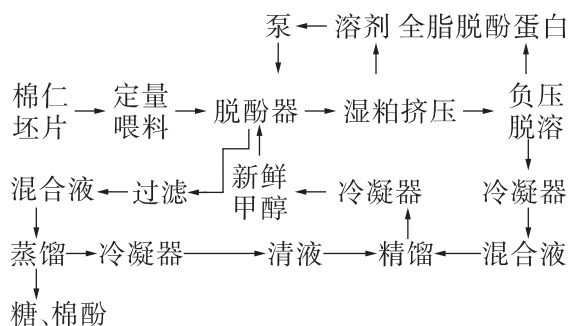 泵 溶剂 全脂脱酚蛋白
棉仁坯片 定量喂料 脱酚器 湿粕挤压 负压脱溶
混合液 过滤 新鲜甲醇 冷凝器 冷凝器
蒸馏 冷凝器 清液 精馏 混合液
糖、棉酚